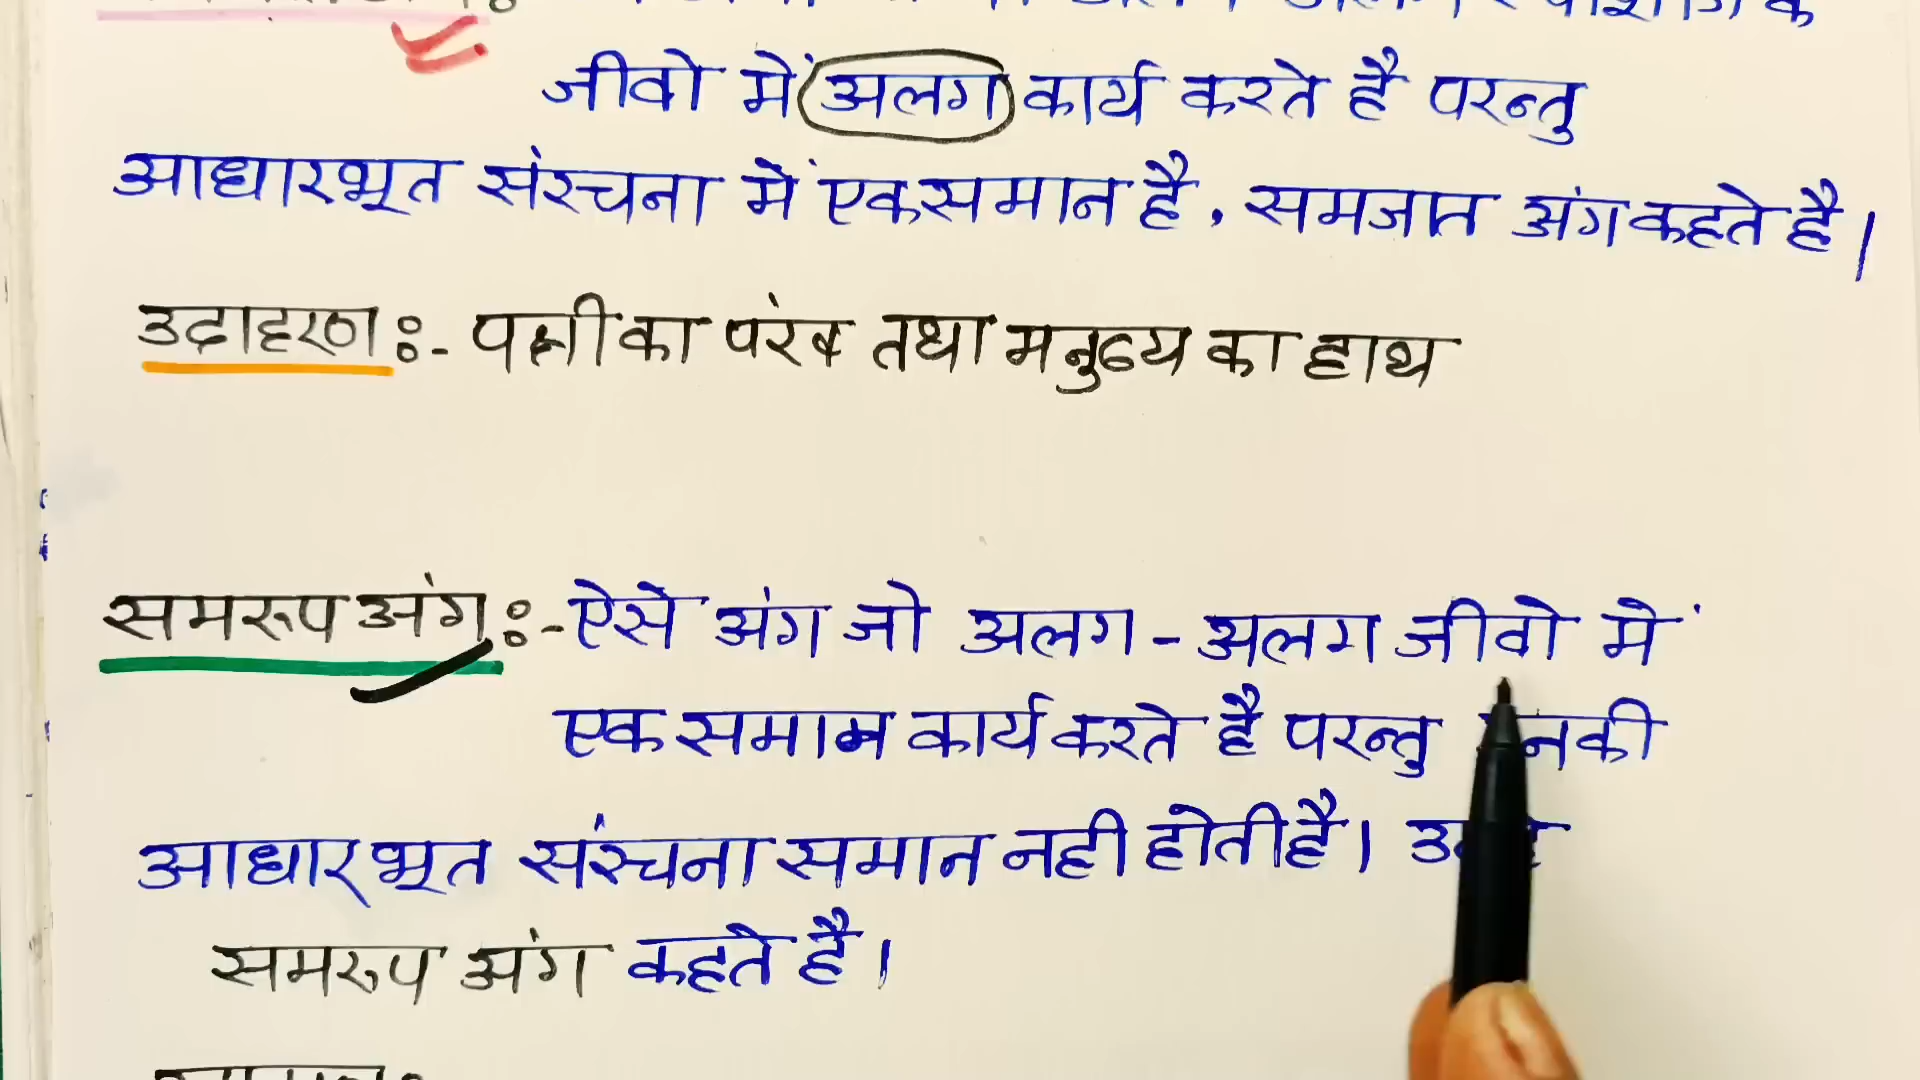 जीवो में अलग कार्य करते है परन्तु
आधारभूत संरचना में एकसमान है, समजात अंग कहते है।
उदाहरण :- पक्षी का पंख तथा मनुष्य का हाथ
समरुप अंग :- ऐसे अंग जो अलग - अलग जीवो में
एक समान कार्य करते है परन्तु
आधारभूत संरचना समान नही होती है।
समरुप अंग कहते है।